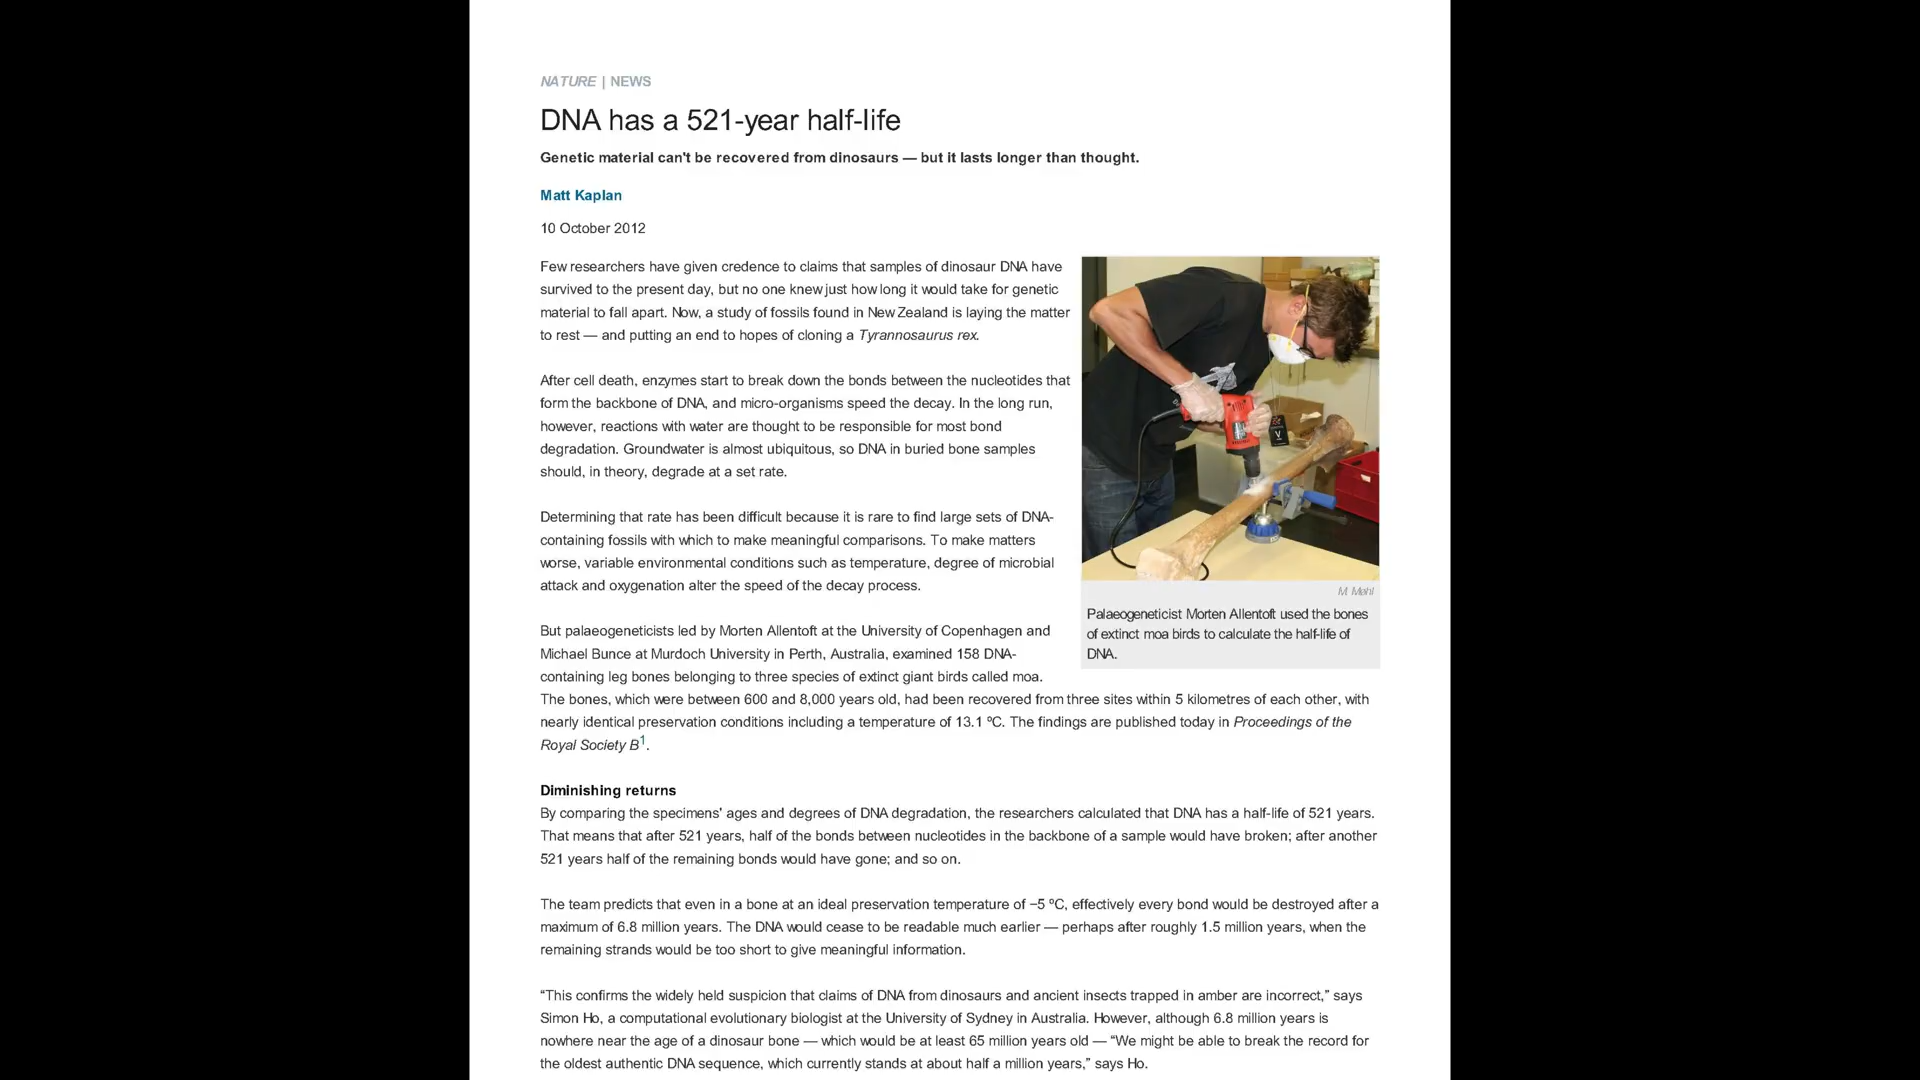 NATURE | NEWS
DNA has a 521-year half-life
Genetic material can't be recovered from dinosaurs — but it lasts longer than thought.
Matt Kaplan
10 October 2012
Few researchers have given credence to claims that samples of dinosaur DNA have
survived to the present day, but no one knew just how long it would take for genetic
material to fall apart. Now, a study of fossils found in New Zealand is laying the matter
to rest — and putting an end to hopes of cloning a Tyrannosaurus rex.
After cell death, enzymes start to break down the bonds between the nucleotides that
form the backbone of DNA, and micro-organisms speed the decay. In the long run,
however, reactions with water are thought to be responsible for most bond
degradation. Groundwater is almost ubiquitous, so DNA in buried bone samples
should, in theory, degrade at a set rate.
Determining that rate has been difficult because it is rare to find large sets of DNA-
containing fossils with which to make meaningful comparisons. To make matters
worse, variable environmental conditions such as temperature, degree of microbial
attack and oxygenation alter the speed of the decay process.
M. Møhl
Palaeogeneticist Morten Allentoft used the bones
of extinct moa birds to calculate the half-life of
DNA.
But palaeogeneticists led by Morten Allentoft at the University of Copenhagen and
Michael Bunce at Murdoch University in Perth, Australia, examined 158 DNA-
containing leg bones belonging to three species of extinct giant birds called moa.
The bones, which were between 600 and 8,000 years old, had been recovered from three sites within 5 kilometres of each other, with
nearly identical preservation conditions including a temperature of 13.1 ºC. The findings are published today in Proceedings of the
Royal Society B1.
Diminishing returns
By comparing the specimens' ages and degrees of DNA degradation, the researchers calculated that DNA has a half-life of 521 years.
That means that after 521 years, half of the bonds between nucleotides in the backbone of a sample would have broken; after another
521 years half of the remaining bonds would have gone; and so on.
The team predicts that even in a bone at an ideal preservation temperature of −5 ºC, effectively every bond would be destroyed after a
maximum of 6.8 million years. The DNA would cease to be readable much earlier — perhaps after roughly 1.5 million years, when the
remaining strands would be too short to give meaningful information.
“This confirms the widely held suspicion that claims of DNA from dinosaurs and ancient insects trapped in amber are incorrect,” says
Simon Ho, a computational evolutionary biologist at the University of Sydney in Australia. However, although 6.8 million years is
nowhere near the age of a dinosaur bone — which would be at least 65 million years old — “We might be able to break the record for
the oldest authentic DNA sequence, which currently stands at about half a million years,” says Ho.